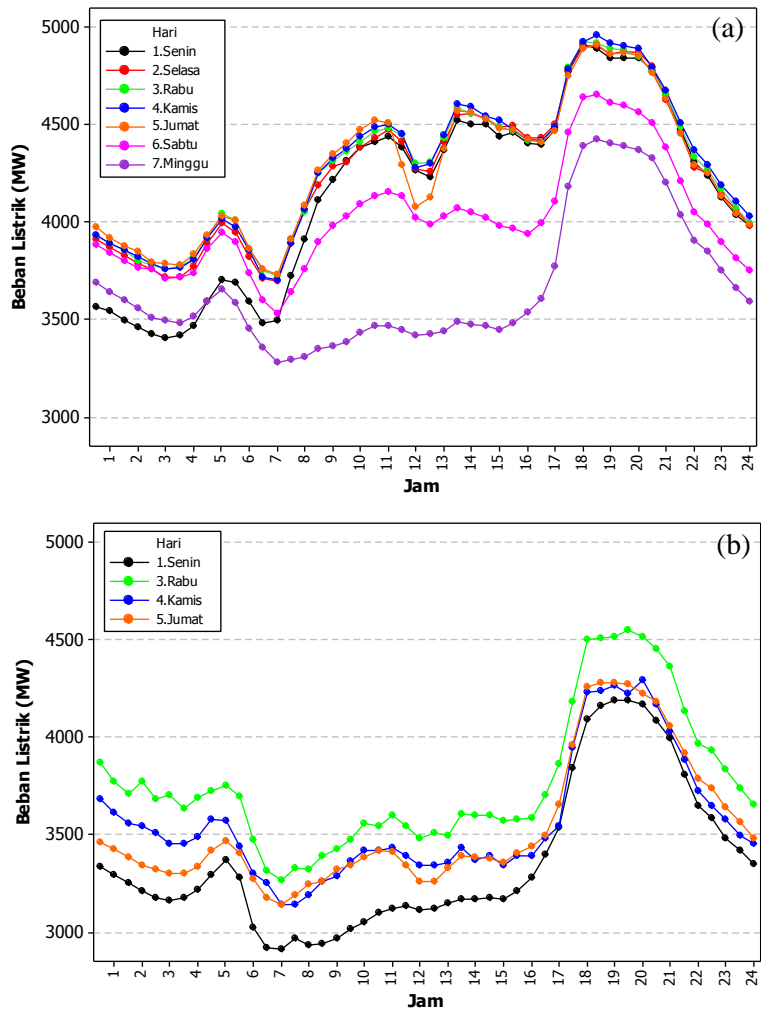 (a)
Hari
1.Senin
2.Selasa
3.Rabu
4.Kamis
5.Jumat
6.Sabtu
7.Minggu
Beban Listrik (MW)
5000
4500
4000
3500
3000
1 2 3 4 5 6 7 8 9 10 11 12 13 14 15 16 17 18 19 20 21 22 23 24
Jam
(b)
Hari
1.Senin
3.Rabu
4.Kamis
5.Jumat
Beban Listrik (MW)
5000
4500
4000
3500
3000
1 2 3 4 5 6 7 8 9 10 11 12 13 14 15 16 17 18 19 20 21 22 23 24
Jam